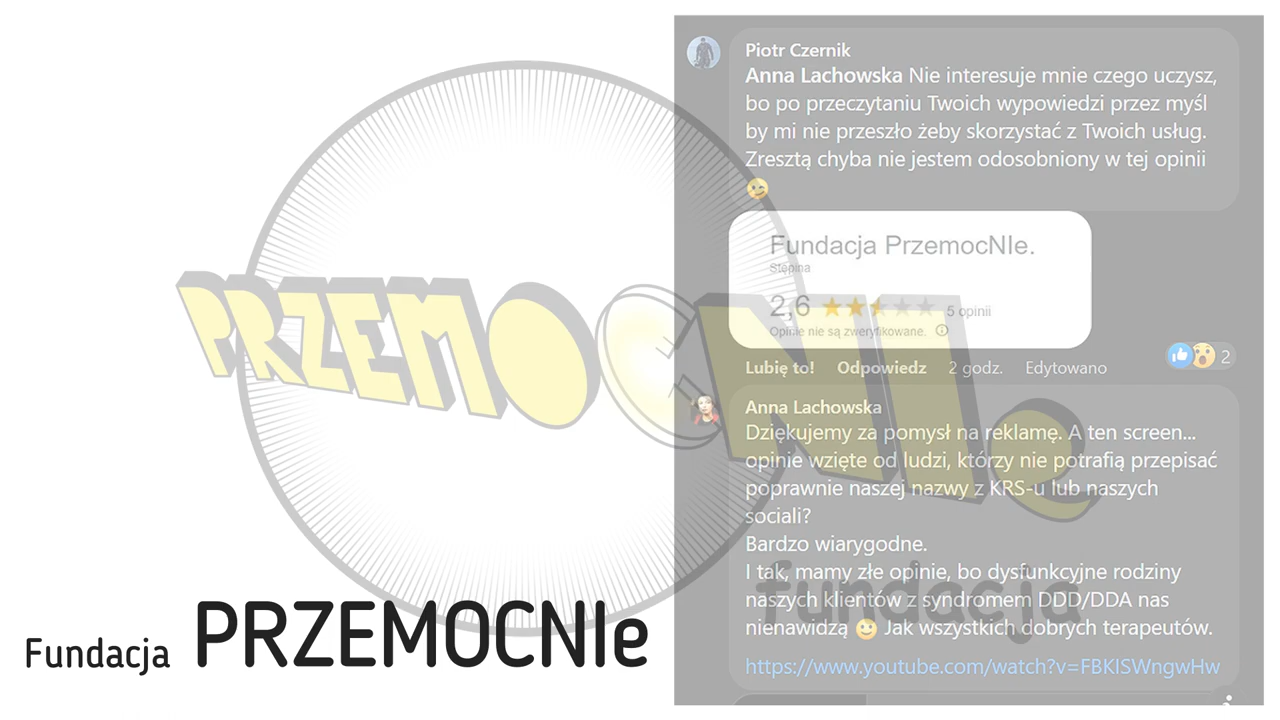 PRZEMOCNIe
fundacja
Fundacja PRZEMOCNIe
Piotr Czernik
Anna Lachowska Nie interesuje mnie czego uczysz,
bo po przeczytaniu Twoich wypowiedzi przez myśl
by mi nie przeszło żeby skorzystać z Twoich usług.
Zresztą chyba nie jestem odosobniony w tej opinii
😉
Fundacja PrzemocNIe.
Stępina
2,6 5 opinii
Opinie nie są zweryfikowane.
Lubię to! Odpowiedz 2 godz. Edytowano
2
Anna Lachowska
Dziękujemy za pomysł na reklamę. A ten screen...
opinie wzięte od ludzi, którzy nie potrafią przepisać
poprawnie naszej nazwy z KRS-u lub naszych
sociali?
Bardzo wiarygodne.
I tak, mamy złe opinie, bo dysfunkcyjne rodziny
naszych klientów z syndromem DDD/DDA nas
nienawidzą 🙂 Jak wszystkich dobrych terapeutów.
https://www.youtube.com/watch?v=FBKISWngwHw